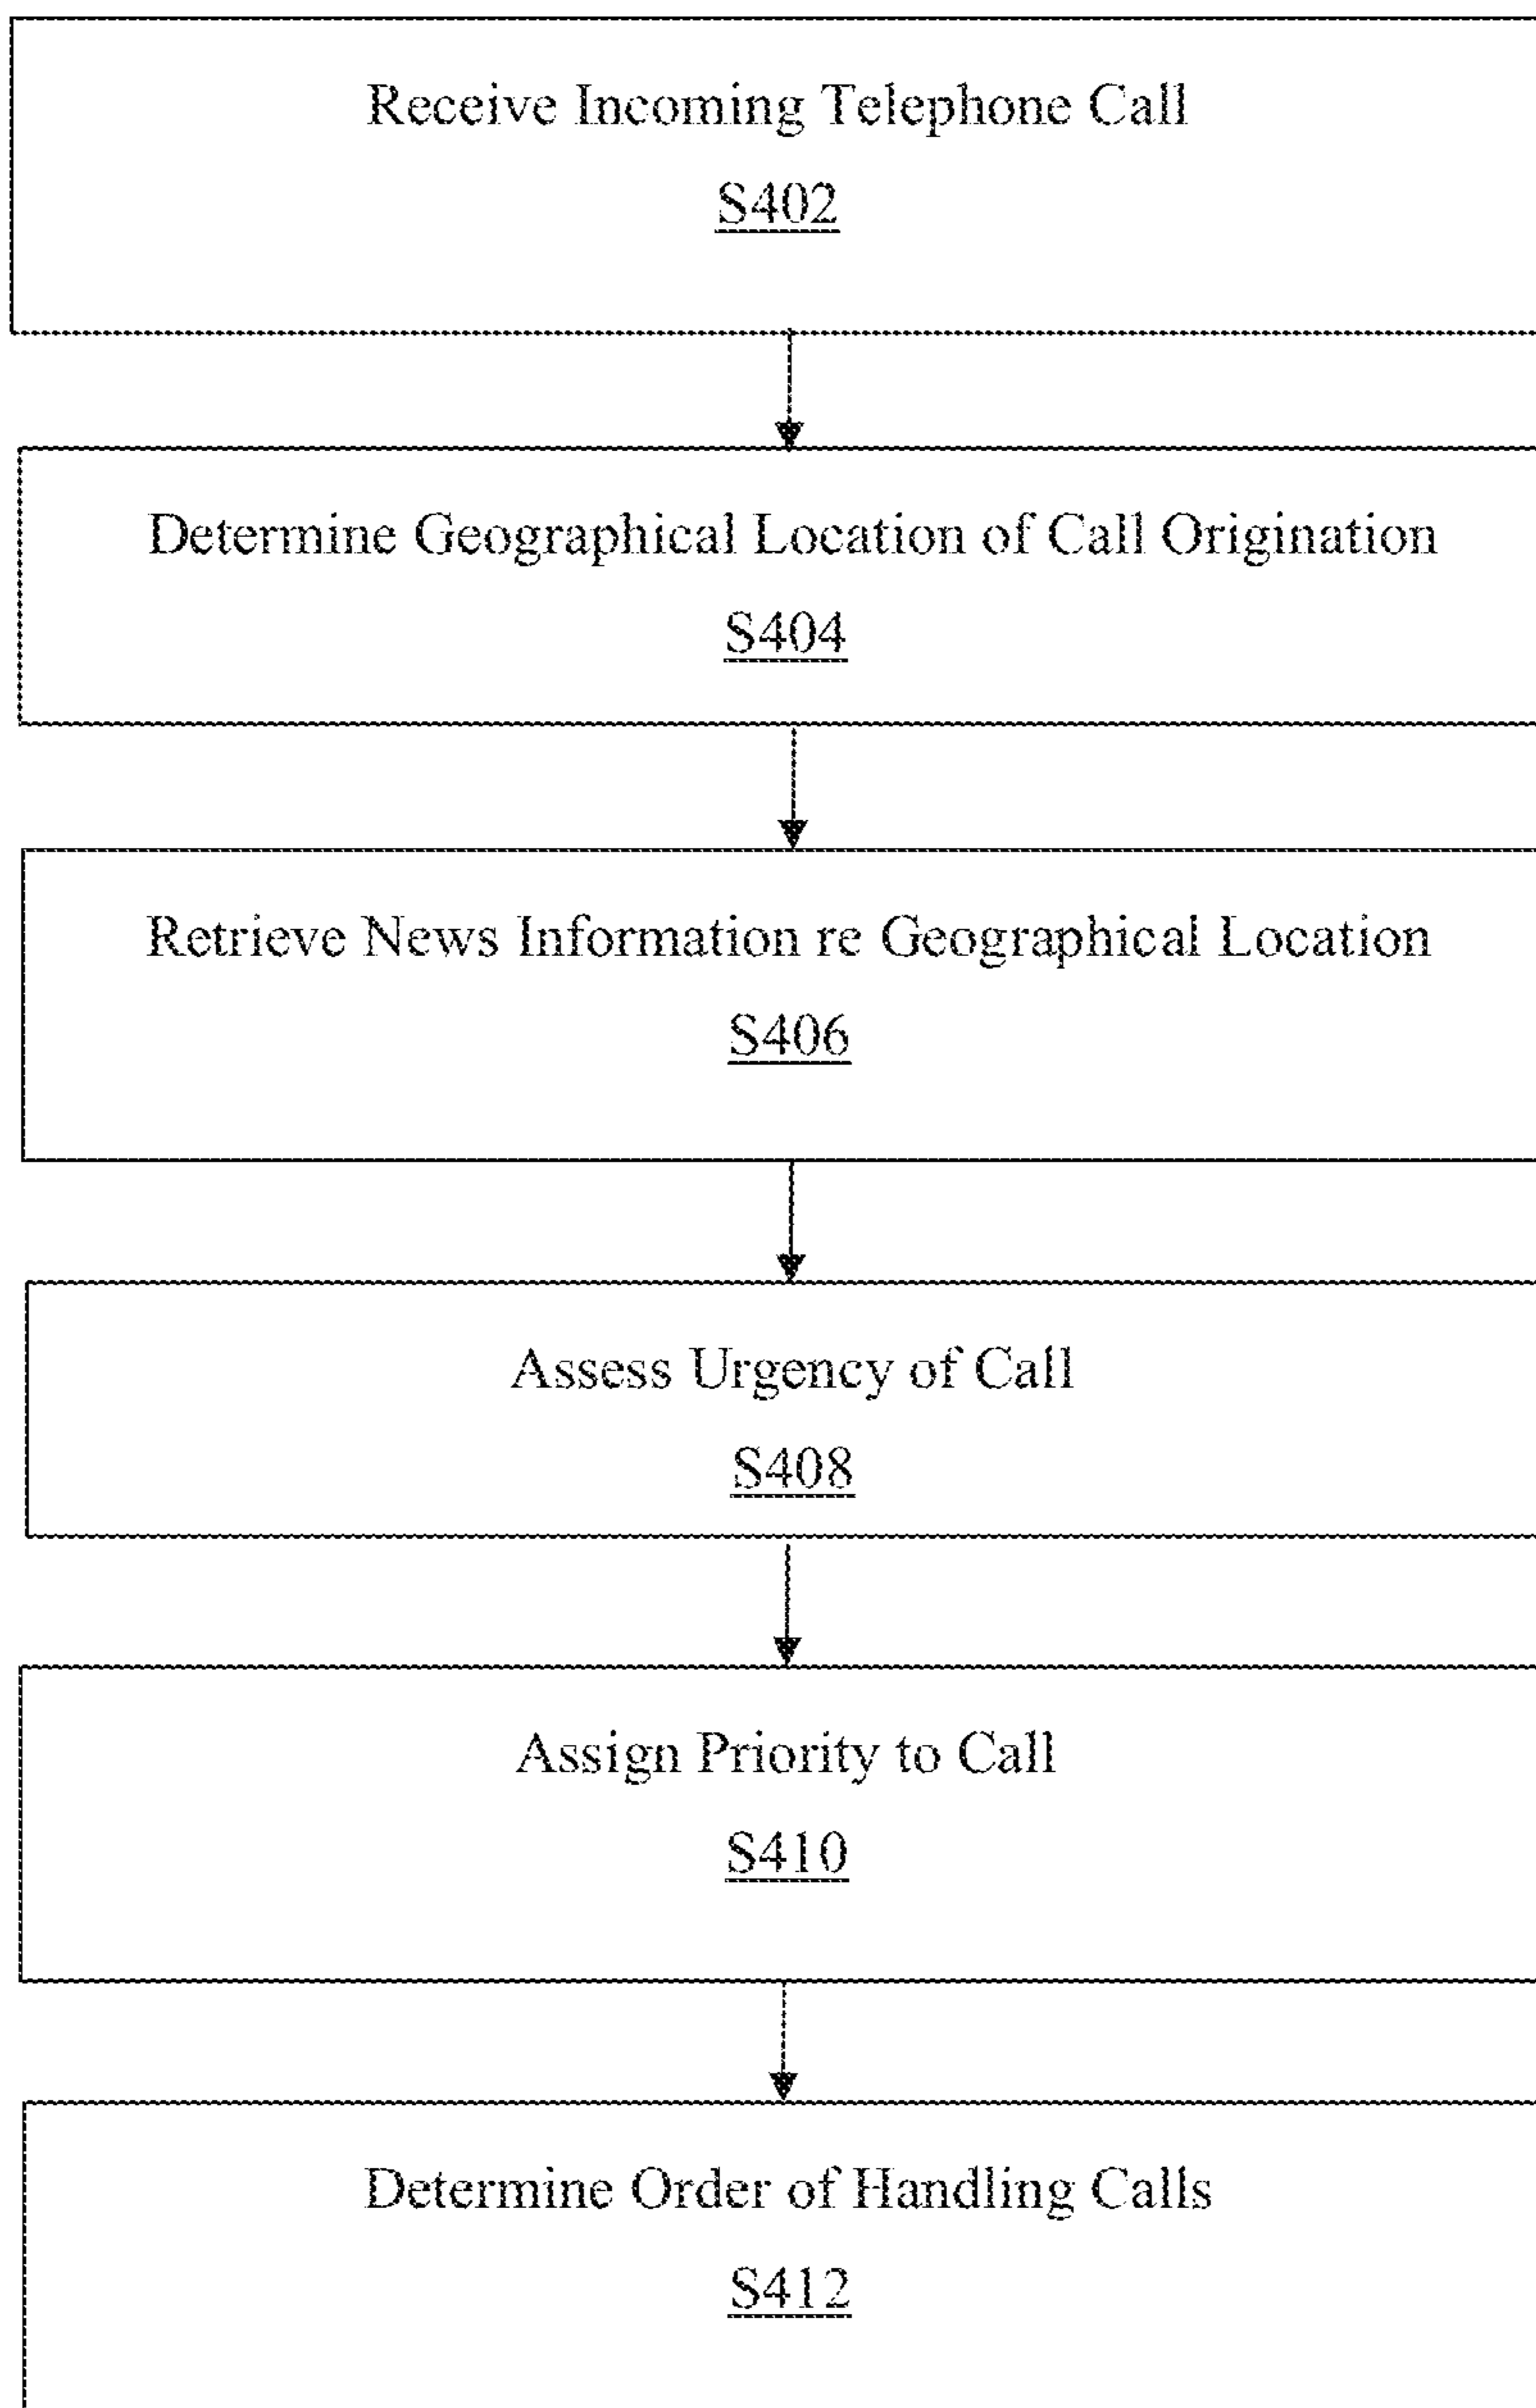 Receive Incoming Telephone Call
S402
Determine Geographical Location of Call Origination
S404
Retrieve News Information re Geographical Location
S406
Assess Urgency of Call
S408
Assign Priority to Call
S410
Determine Order of Handling Calls
S412